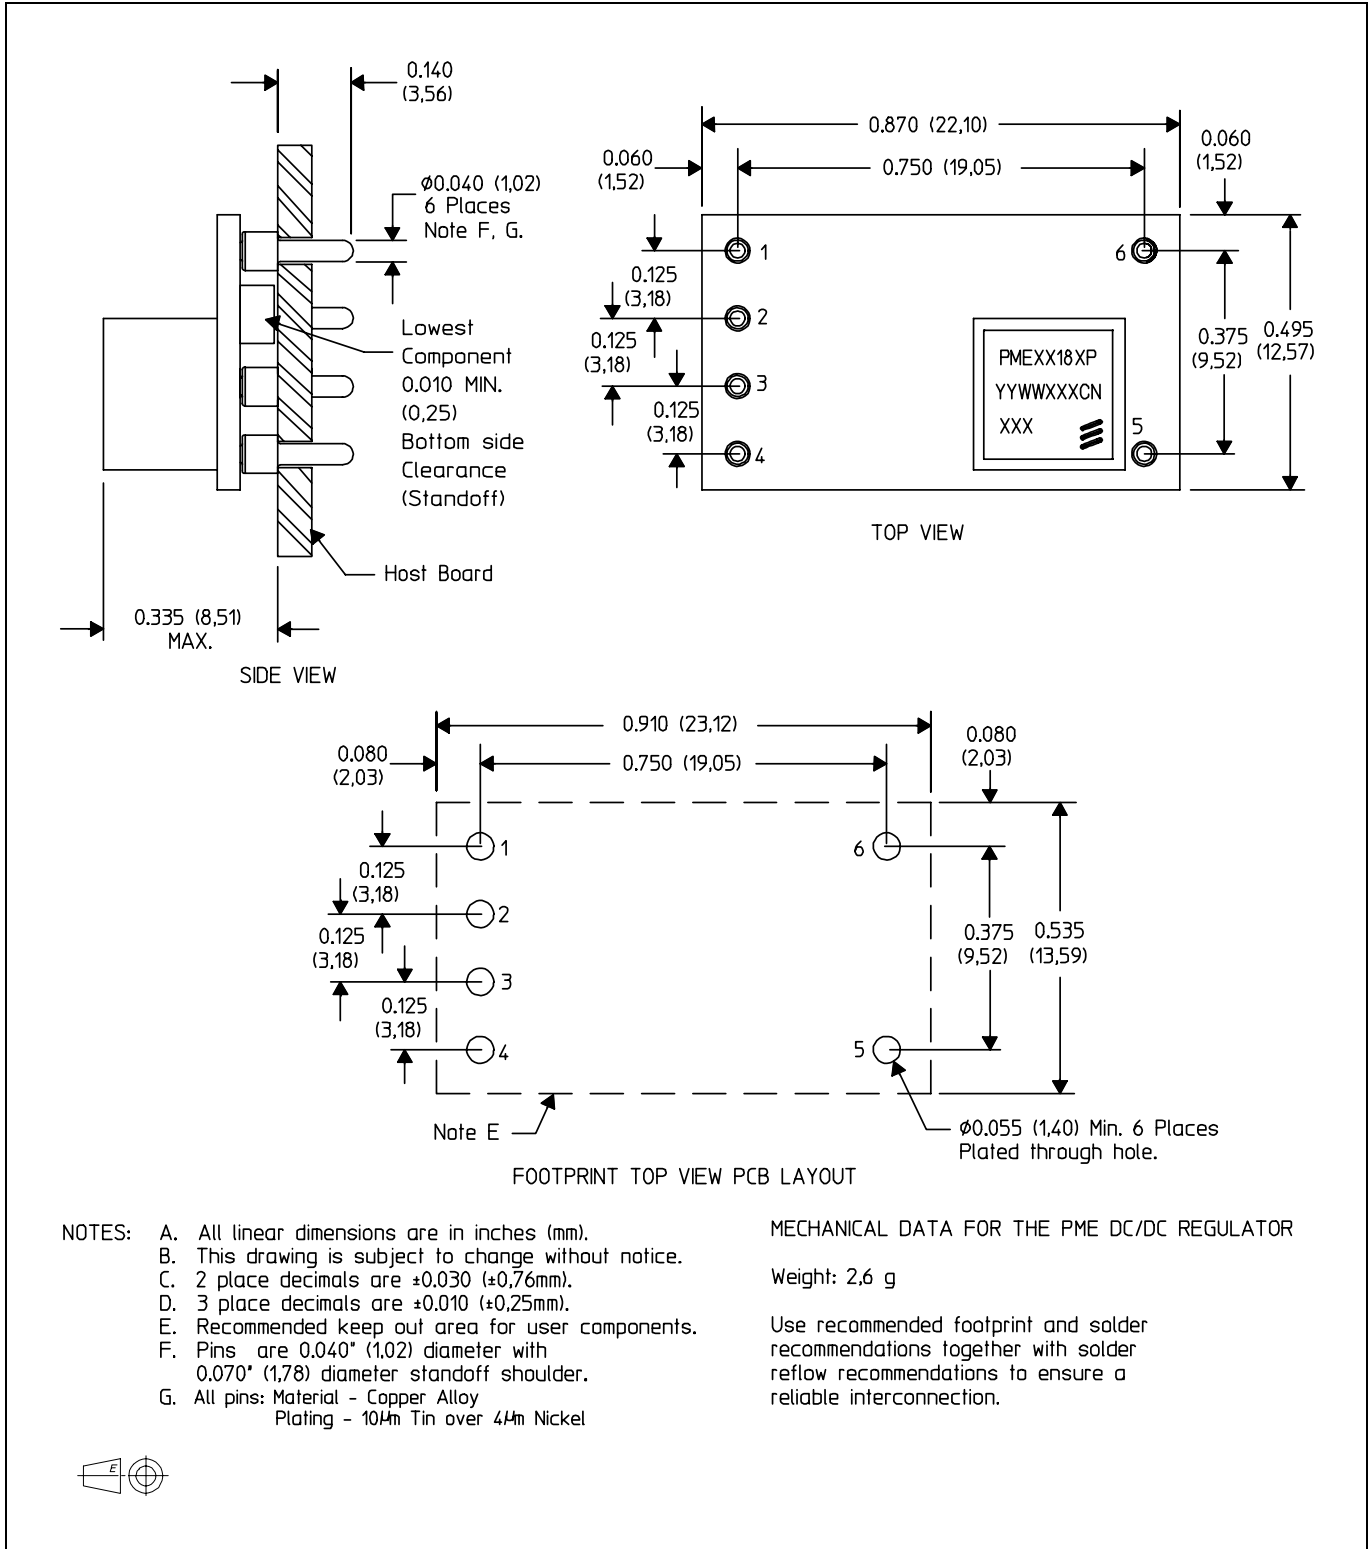 0.140
(3,56)
Ø0.040 (1,02)
6 Places
Note F, G.
Lowest
Component
0.010 MIN.
(0,25)
Bottom side
Clearance
(Standoff)
Host Board
0.335 (8,51)
MAX.
SIDE VIEW
0.870 (22,10)
0.750 (19,05)
0.060
(1,52)
0.060
(1,52)
1
6
0.125
(3,18)
2
0.125
(3,18)
3
0.125
(3,18)
4
PMEXX18XP
YYWWXXXCN
XXX
5
0.375
(9,52)
0.495
(12,57)
TOP VIEW
0.910 (23,12)
0.750 (19,05)
0.080
(2,03)
0.080
(2,03)
1
6
0.125
(3,18)
2
0.125
(3,18)
3
0.125
(3,18)
4
5
0.375
(9,52)
0.535
(13,59)
Note E
Ø0.055 (1,40) Min. 6 Places
Plated through hole.
FOOTPRINT TOP VIEW PCB LAYOUT
NOTES: A. All linear dimensions are in inches (mm).
B. This drawing is subject to change without notice.
C. 2 place decimals are ±0.030 (±0,76mm).
D. 3 place decimals are ±0.010 (±0,25mm).
E. Recommended keep out area for user components.
F. Pins are 0.040" (1,02) diameter with
0.070" (1,78) diameter standoff shoulder.
G. All pins: Material - Copper Alloy
Plating - 10µm Tin over 4µm Nickel
MECHANICAL DATA FOR THE PME DC/DC REGULATOR
Weight: 2,6 g
Use recommended footprint and solder
recommendations together with solder
reflow recommendations to ensure a
reliable interconnection.
E